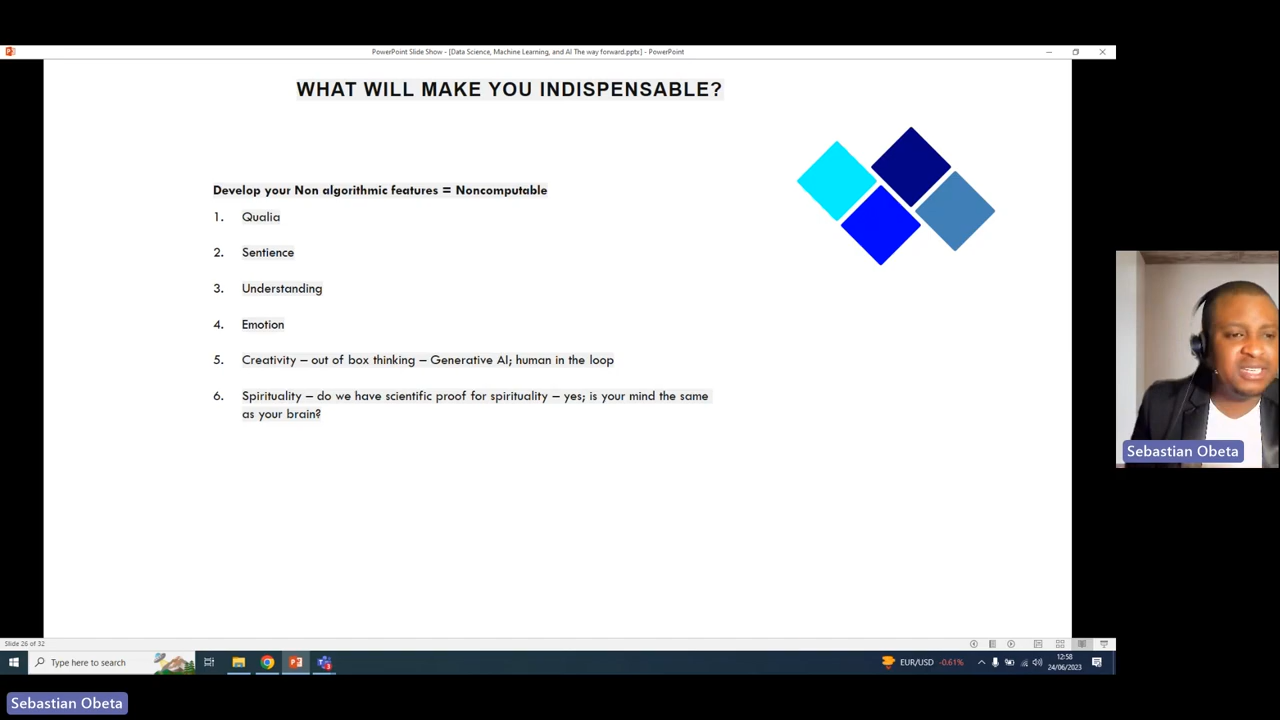 PowerPoint Slide Show - [Data Science, Machine Learning, and AI The way forward.pptx] - PowerPoint
WHAT WILL MAKE YOU INDISPENSABLE?
Develop your Non algorithmic features = Noncomputable
1. Qualia
2. Sentience
3. Understanding
4. Emotion
5. Creativity – out of box thinking – Generative AI; human in the loop
6. Spirituality – do we have scientific proof for spirituality – yes; is your mind the same
as your brain?
Sebastian Obeta
Slide 26 of 32
Type here to search
EUR/USD -0.61%
12:58
24/06/2023
Sebastian Obeta